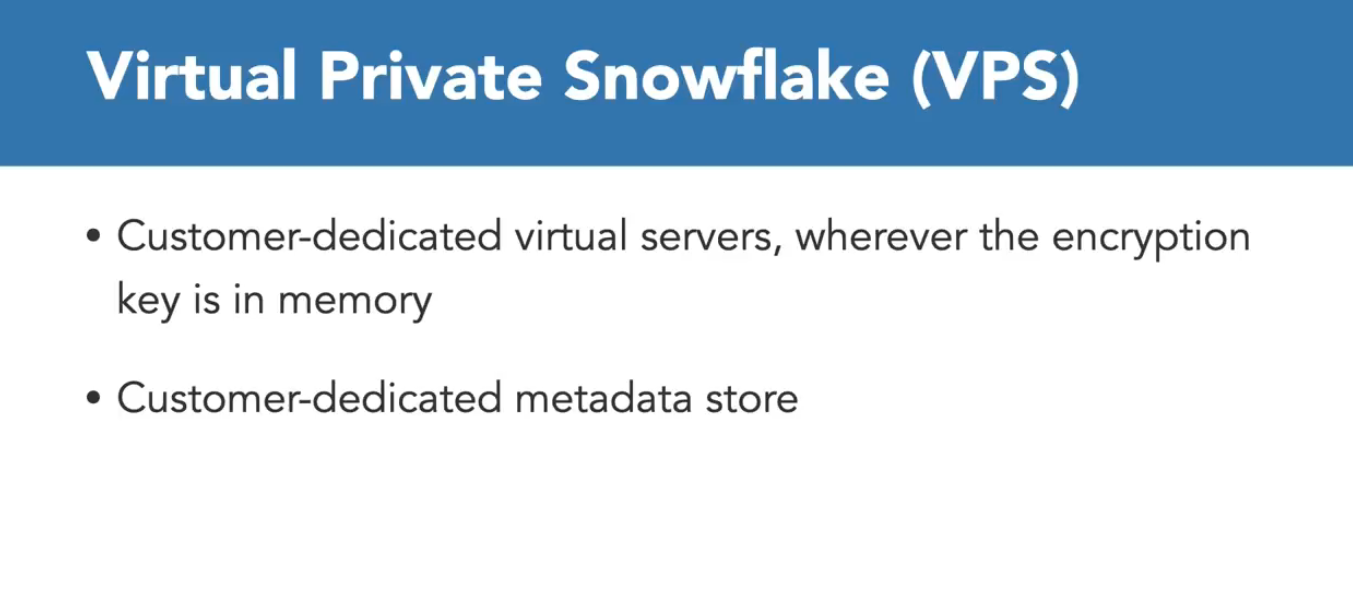 Virtual Private Snowflake (VPS)
• Customer-dedicated virtual servers, wherever the encryption
key is in memory
• Customer-dedicated metadata store